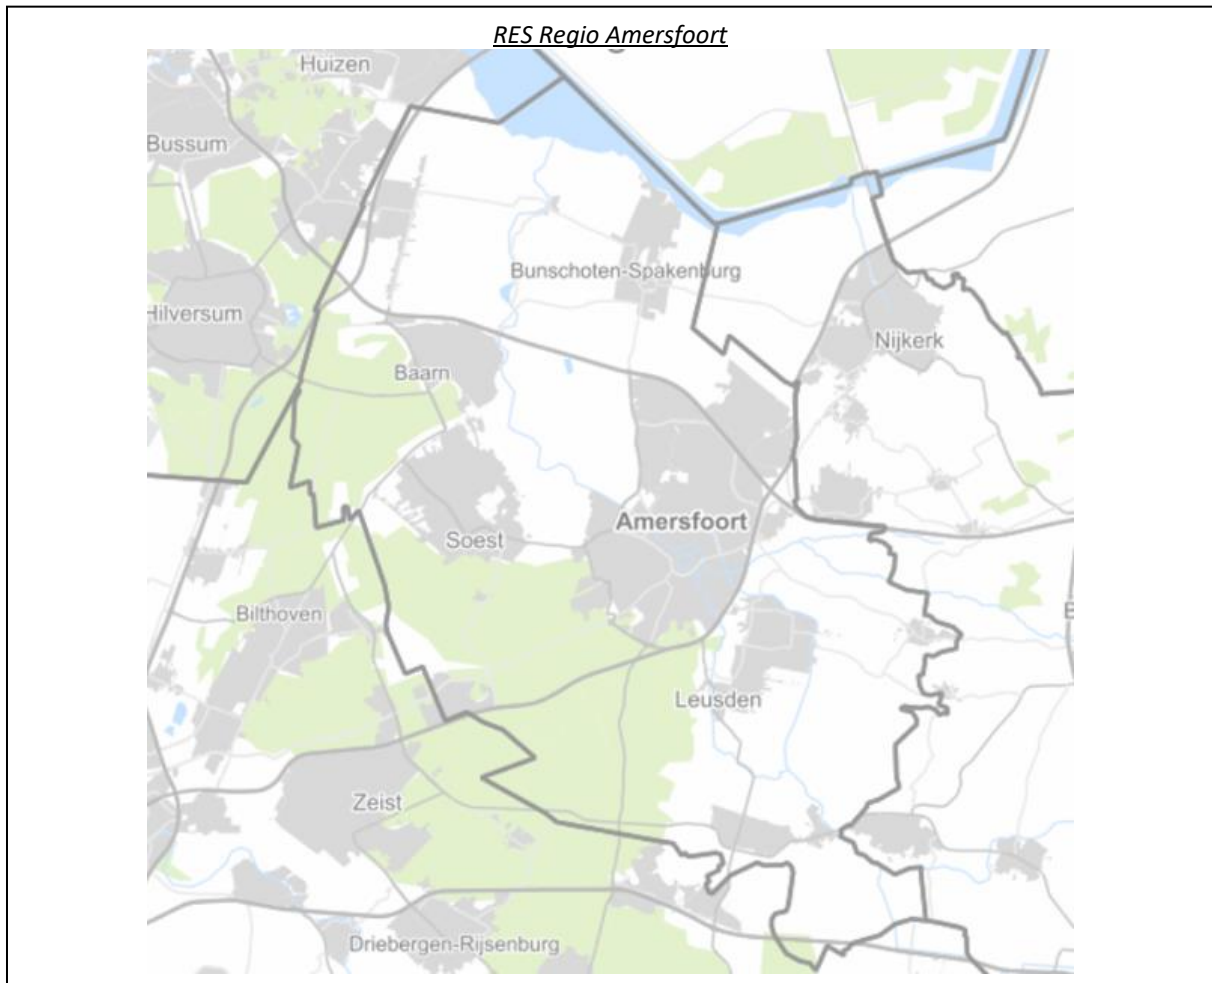 RES Regio Amersfoort
Huizen
Bussum
Bunschoten-Spakenburg
Hilversum
Nijkerk
Baarn
Amersfoort
Soest
Bilthoven
Leusden
Zeist
Driebergen-Rijsenburg